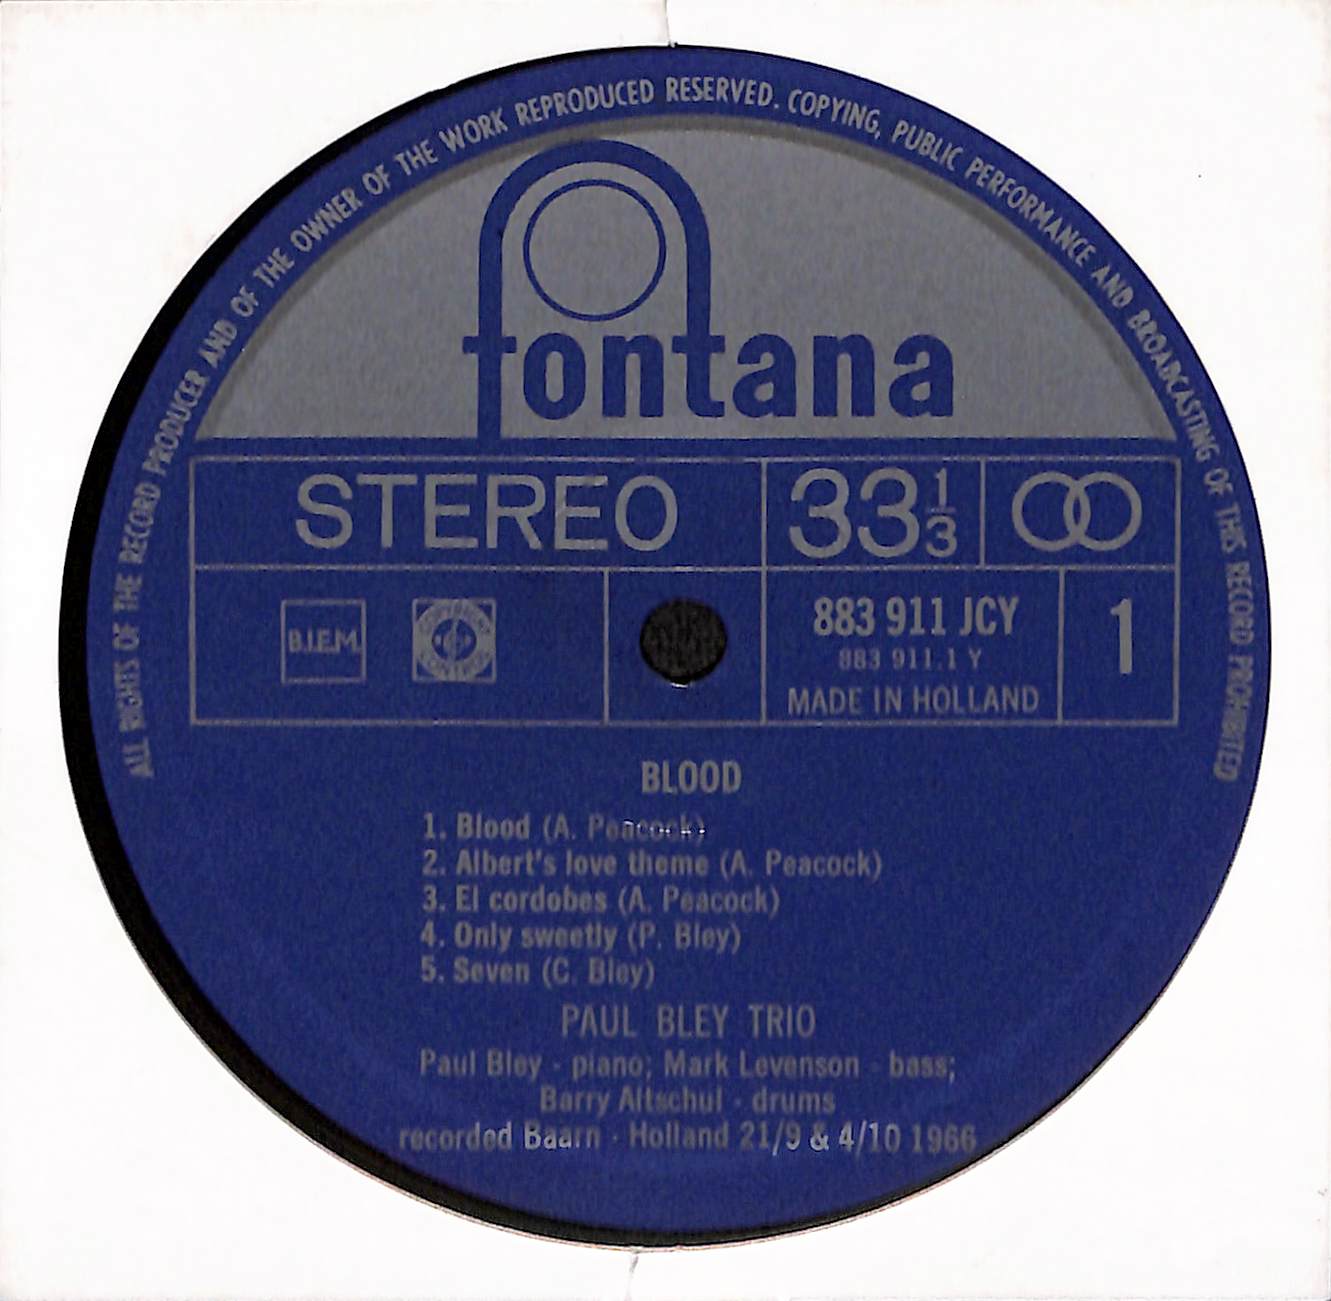 ALL RIGHTS OF THE RECORD PRODUCER AND OF THE OWNER OF THE WORK REPRODUCED RESERVED. COPYING, PUBLIC PERFORMANCE AND BROADCASTING OF THIS RECORD PROHIBITED
fontana
STEREO 33 1/3
B.I.E.M.
883 911 JCY 1
883 911.1 Y
MADE IN HOLLAND
BLOOD
1. Blood (A. Peacock)
2. Albert's love theme (A. Peacock)
3. El cordobes (A. Peacock)
4. Only sweetly (P. Bley)
5. Seven (C. Bley)
PAUL BLEY TRIO
Paul Bley - piano; Mark Levenson - bass;
Barry Altschul - drums
recorded Baarn - Holland 21/9 & 4/10 1966